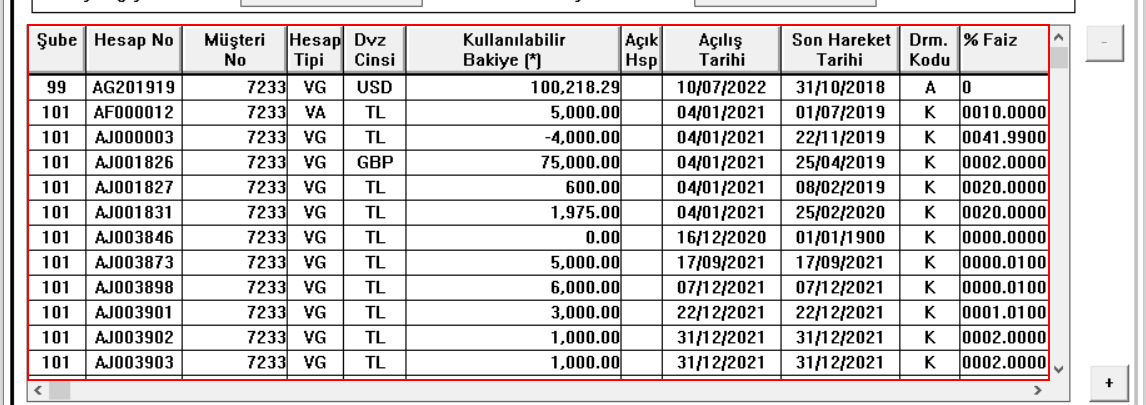 Şube Hesap No Müşteri No Hesap Tipi Dvz Cinsi Kullanılabilir Bakiye (*) Açık Hsp Açılış Tarihi Son Hareket Tarihi Drm. Kodu % Faiz
99 AG201919 7233 VG USD 100,218.29 10/07/2022 31/10/2018 A 0
101 AF000012 7233 VA TL 5,000.00 04/01/2021 01/07/2019 K 0010.0000
101 AJ000003 7233 VG TL -4,000.00 04/01/2021 22/11/2019 K 0041.9900
101 AJ001826 7233 VG GBP 75,000.00 04/01/2021 25/04/2019 K 0002.0000
101 AJ001827 7233 VG TL 600.00 04/01/2021 08/02/2019 K 0020.0000
101 AJ001831 7233 VG TL 1,975.00 04/01/2021 25/02/2020 K 0020.0000
101 AJ003846 7233 VG TL 0.00 16/12/2020 01/01/1900 K 0000.0000
101 AJ003873 7233 VG TL 5,000.00 17/09/2021 17/09/2021 K 0000.0100
101 AJ003898 7233 VG TL 6,000.00 07/12/2021 07/12/2021 K 0000.0100
101 AJ003901 7233 VG TL 3,000.00 22/12/2021 22/12/2021 K 0001.0100
101 AJ003902 7233 VG TL 1,000.00 31/12/2021 31/12/2021 K 0002.0000
101 AJ003903 7233 VG TL 1,000.00 31/12/2021 31/12/2021 K 0002.0000